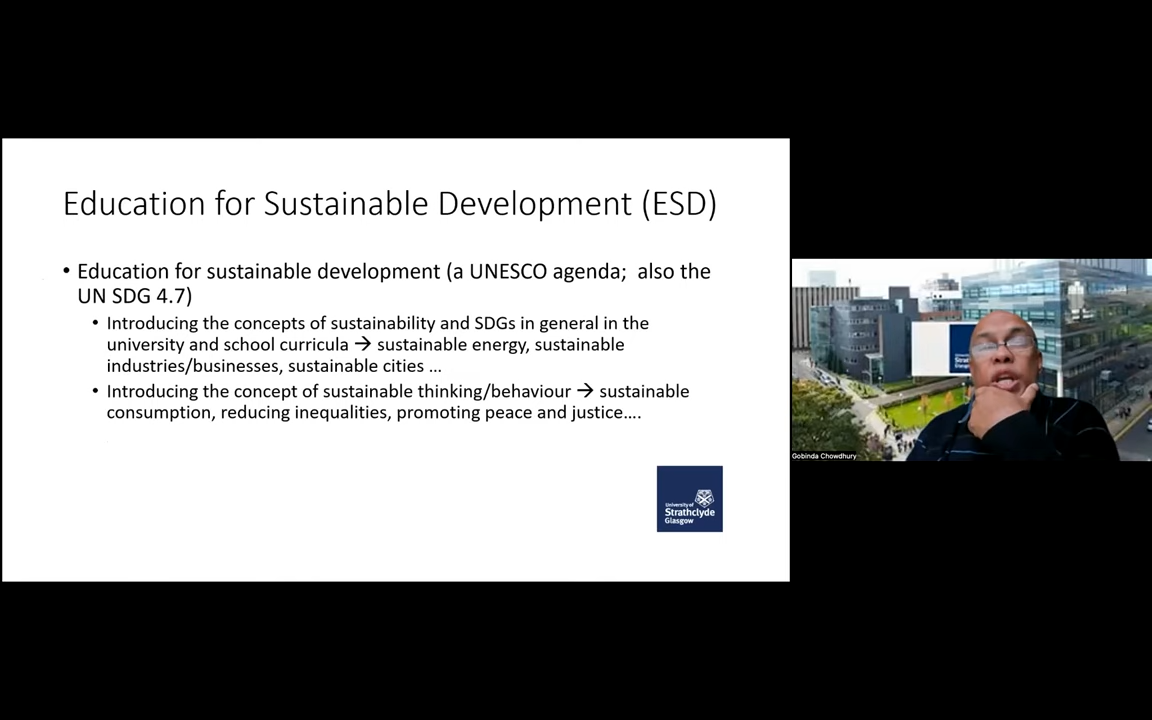 Education for Sustainable Development (ESD)
• Education for sustainable development (a UNESCO agenda;  also the
UN SDG 4.7)
• Introducing the concepts of sustainability and SDGs in general in the
university and school curricula → sustainable energy, sustainable
industries/businesses, sustainable cities …
• Introducing the concept of sustainable thinking/behaviour → sustainable
consumption, reducing inequalities, promoting peace and justice….
University of
Strathclyde
Glasgow
Gobinda Chowdhury